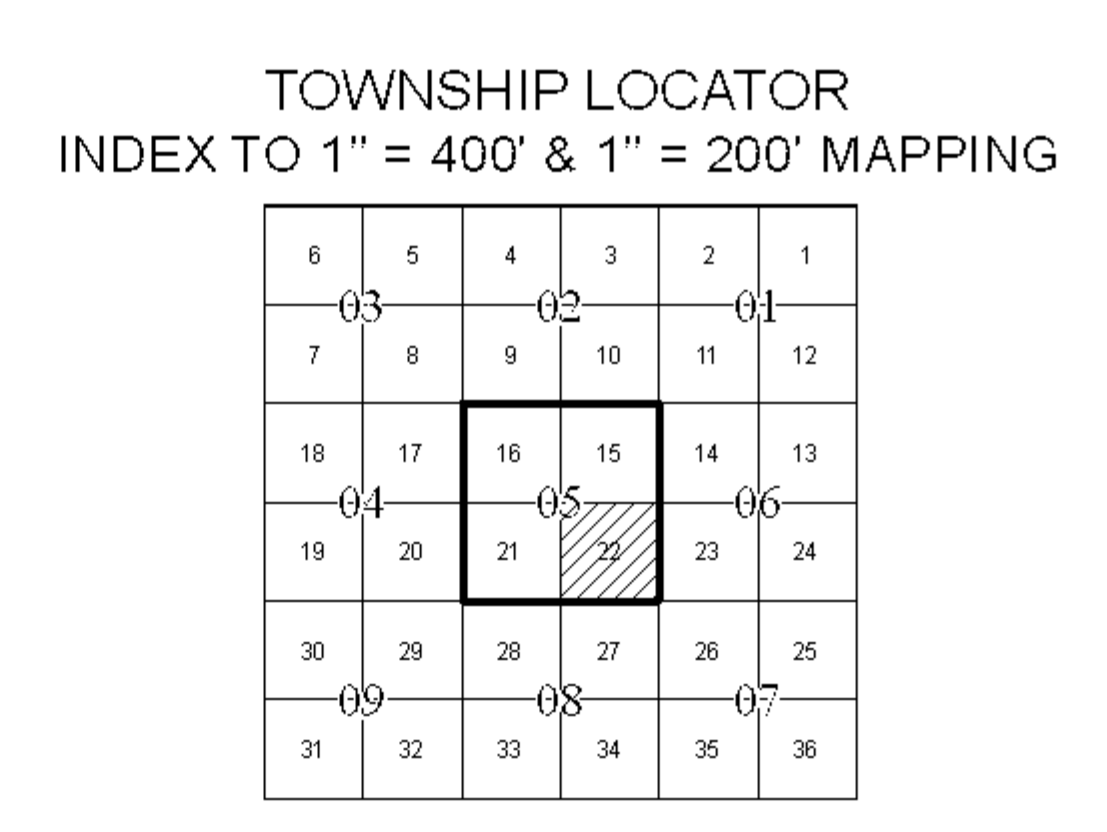 TOWNSHIP LOCATOR
INDEX TO 1" = 400' & 1" = 200' MAPPING
6 5 4 3 2 1
03 02 01
7 8 9 10 11 12
18 17 16 15 14 13
04 05 06
19 20 21 22 23 24
30 29 28 27 26 25
09 08 07
31 32 33 34 35 36